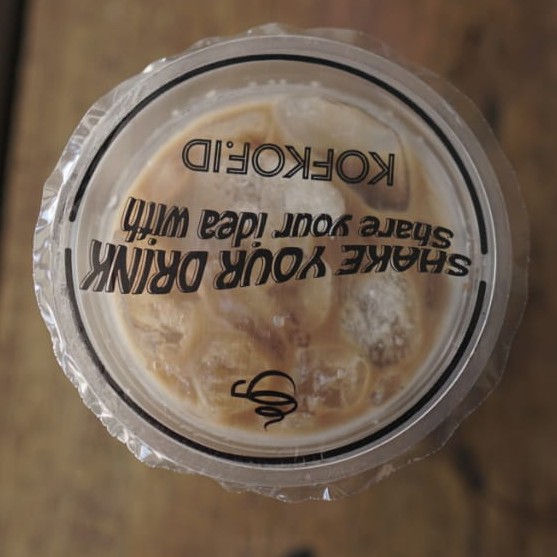 SHAKE YOUR DRINK
Share your idea with
KOFKOF.ID